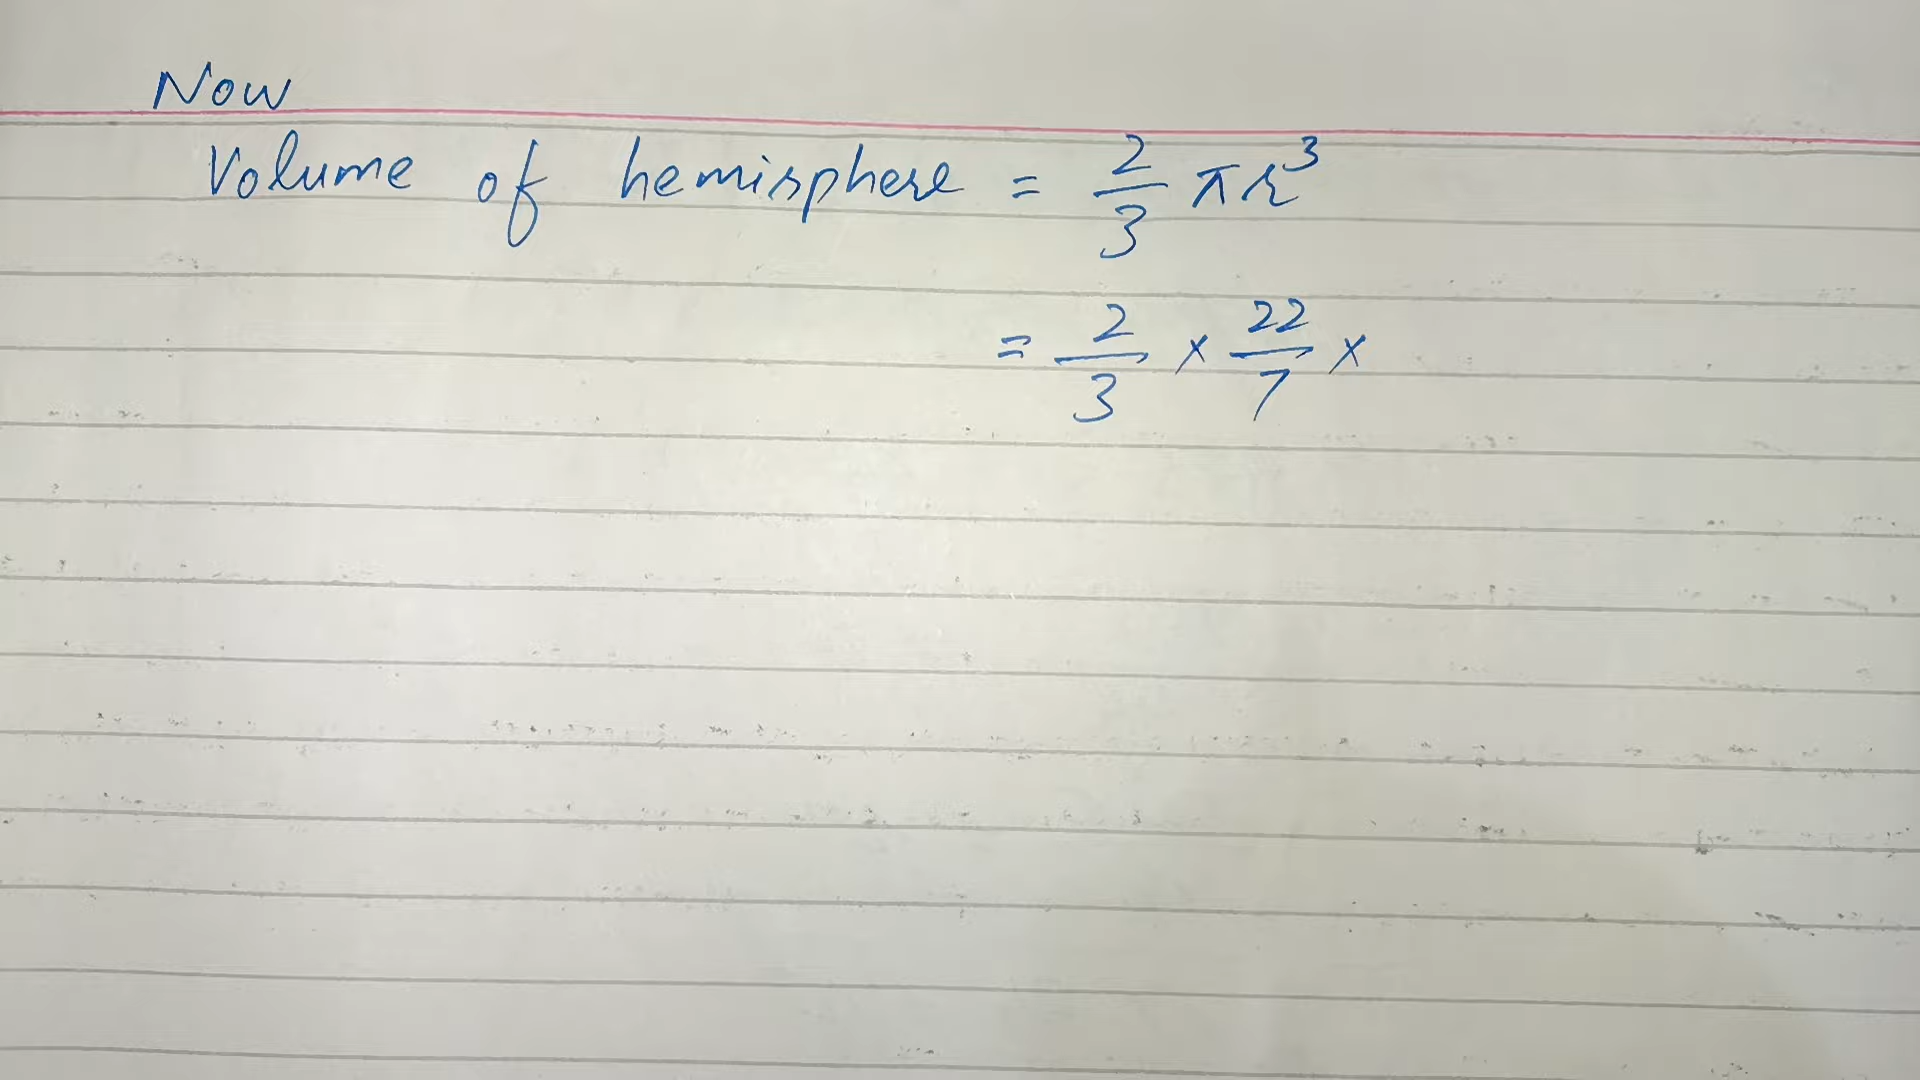 Now
Volume of hemisphere = 2/3 πr³
= 2/3 × 22/7 ×